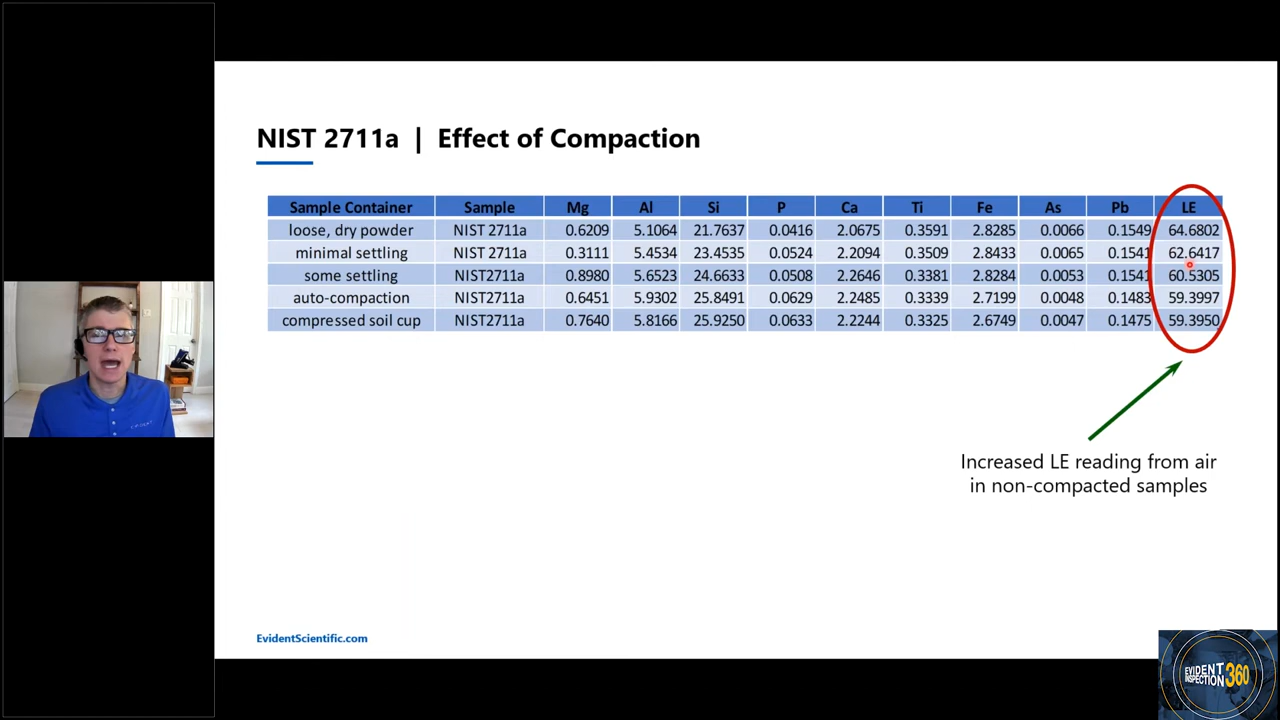 NIST 2711a | Effect of Compaction
Sample Container Sample Mg Al Si P Ca Ti Fe As Pb LE
loose, dry powder NIST 2711a 0.6209 5.1064 21.7637 0.0416 2.0675 0.3591 2.8285 0.0066 0.1549 64.6802
minimal settling NIST 2711a 0.3111 5.4534 23.4535 0.0524 2.2094 0.3509 2.8433 0.0065 0.1541 62.6417
some settling NIST2711a 0.8980 5.6523 24.6633 0.0508 2.2646 0.3381 2.8284 0.0053 0.1541 60.5305
auto-compaction NIST2711a 0.6451 5.9302 25.8491 0.0629 2.2485 0.3339 2.7199 0.0048 0.1483 59.3997
compressed soil cup NIST2711a 0.7640 5.8166 25.9250 0.0633 2.2244 0.3325 2.6749 0.0047 0.1475 59.3950
Increased LE reading from air
in non-compacted samples
EvidentScientific.com
EVIDENT
INSPECTION 360